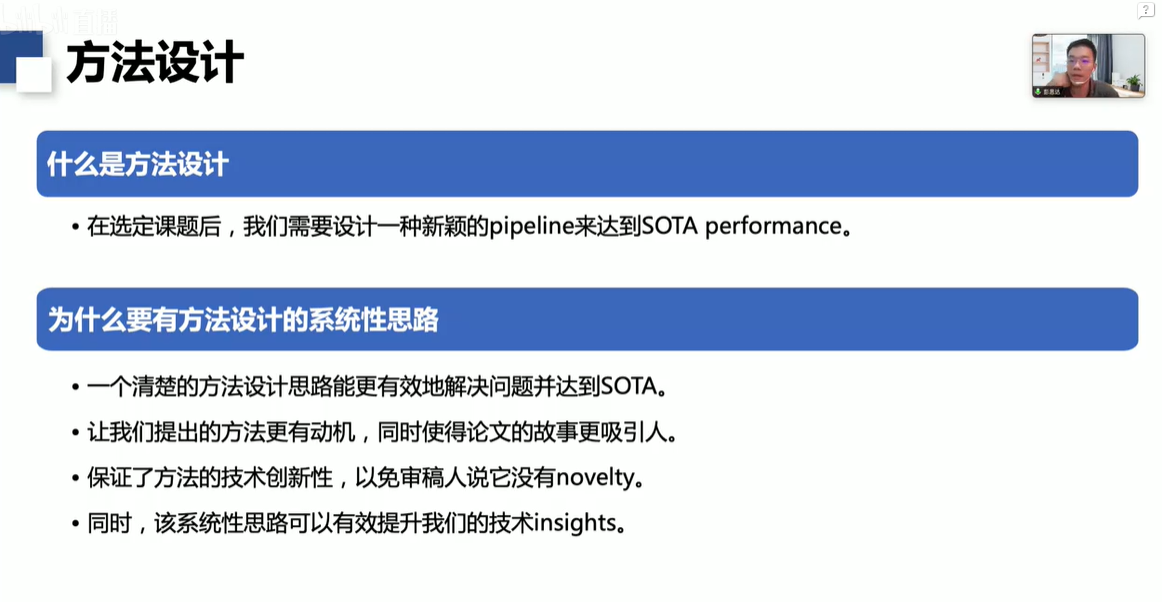 方法设计
什么是方法设计
• 在选定课题后，我们需要设计一种新颖的pipeline来达到SOTA performance。
为什么要有方法设计的系统性思路
• 一个清楚的方法设计思路能更有效地解决问题并达到SOTA。
• 让我们提出的方法更有动机，同时使得论文的故事更吸引人。
• 保证了方法的技术创新性，以免审稿人说它没有novelty。
• 同时，该系统性思路可以有效提升我们的技术insights。